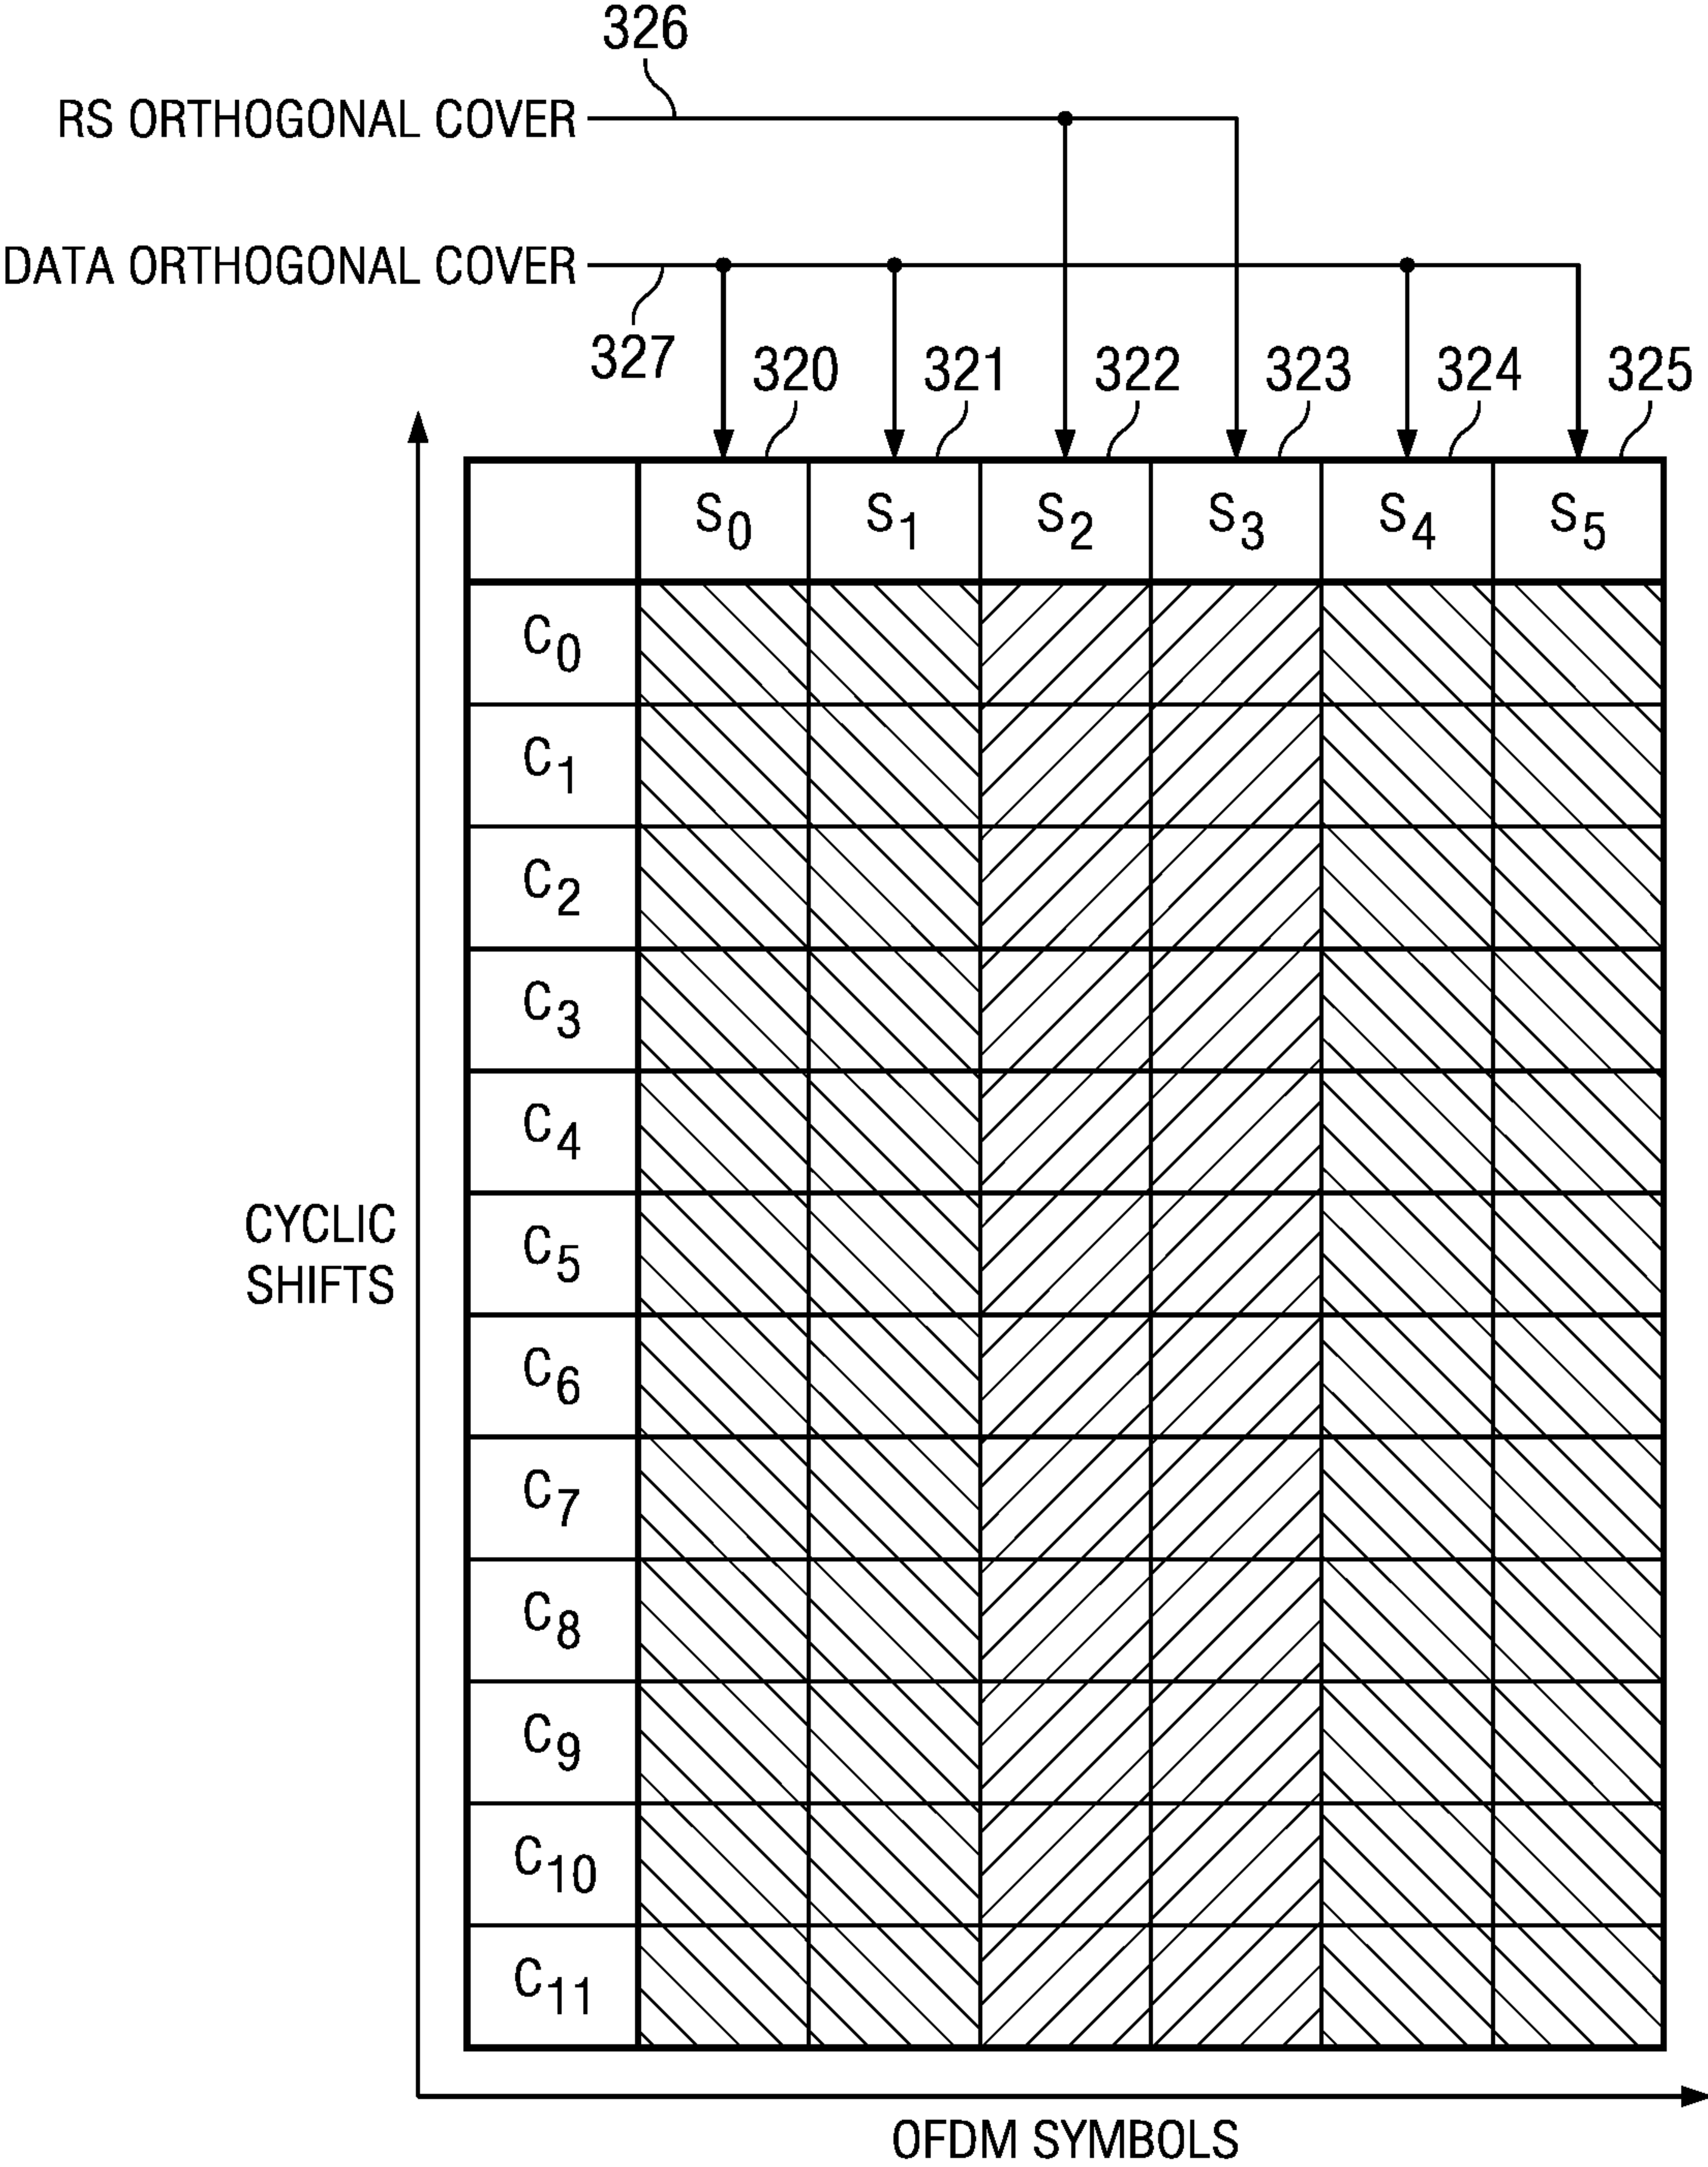 326
RS ORTHOGONAL COVER
DATA ORTHOGONAL COVER
327 320 321 322 323 324 325
S0 S1 S2 S3 S4 S5
C0
C1
C2
C3
C4
CYCLIC
SHIFTS
C5
C6
C7
C8
C9
C10
C11
OFDM SYMBOLS